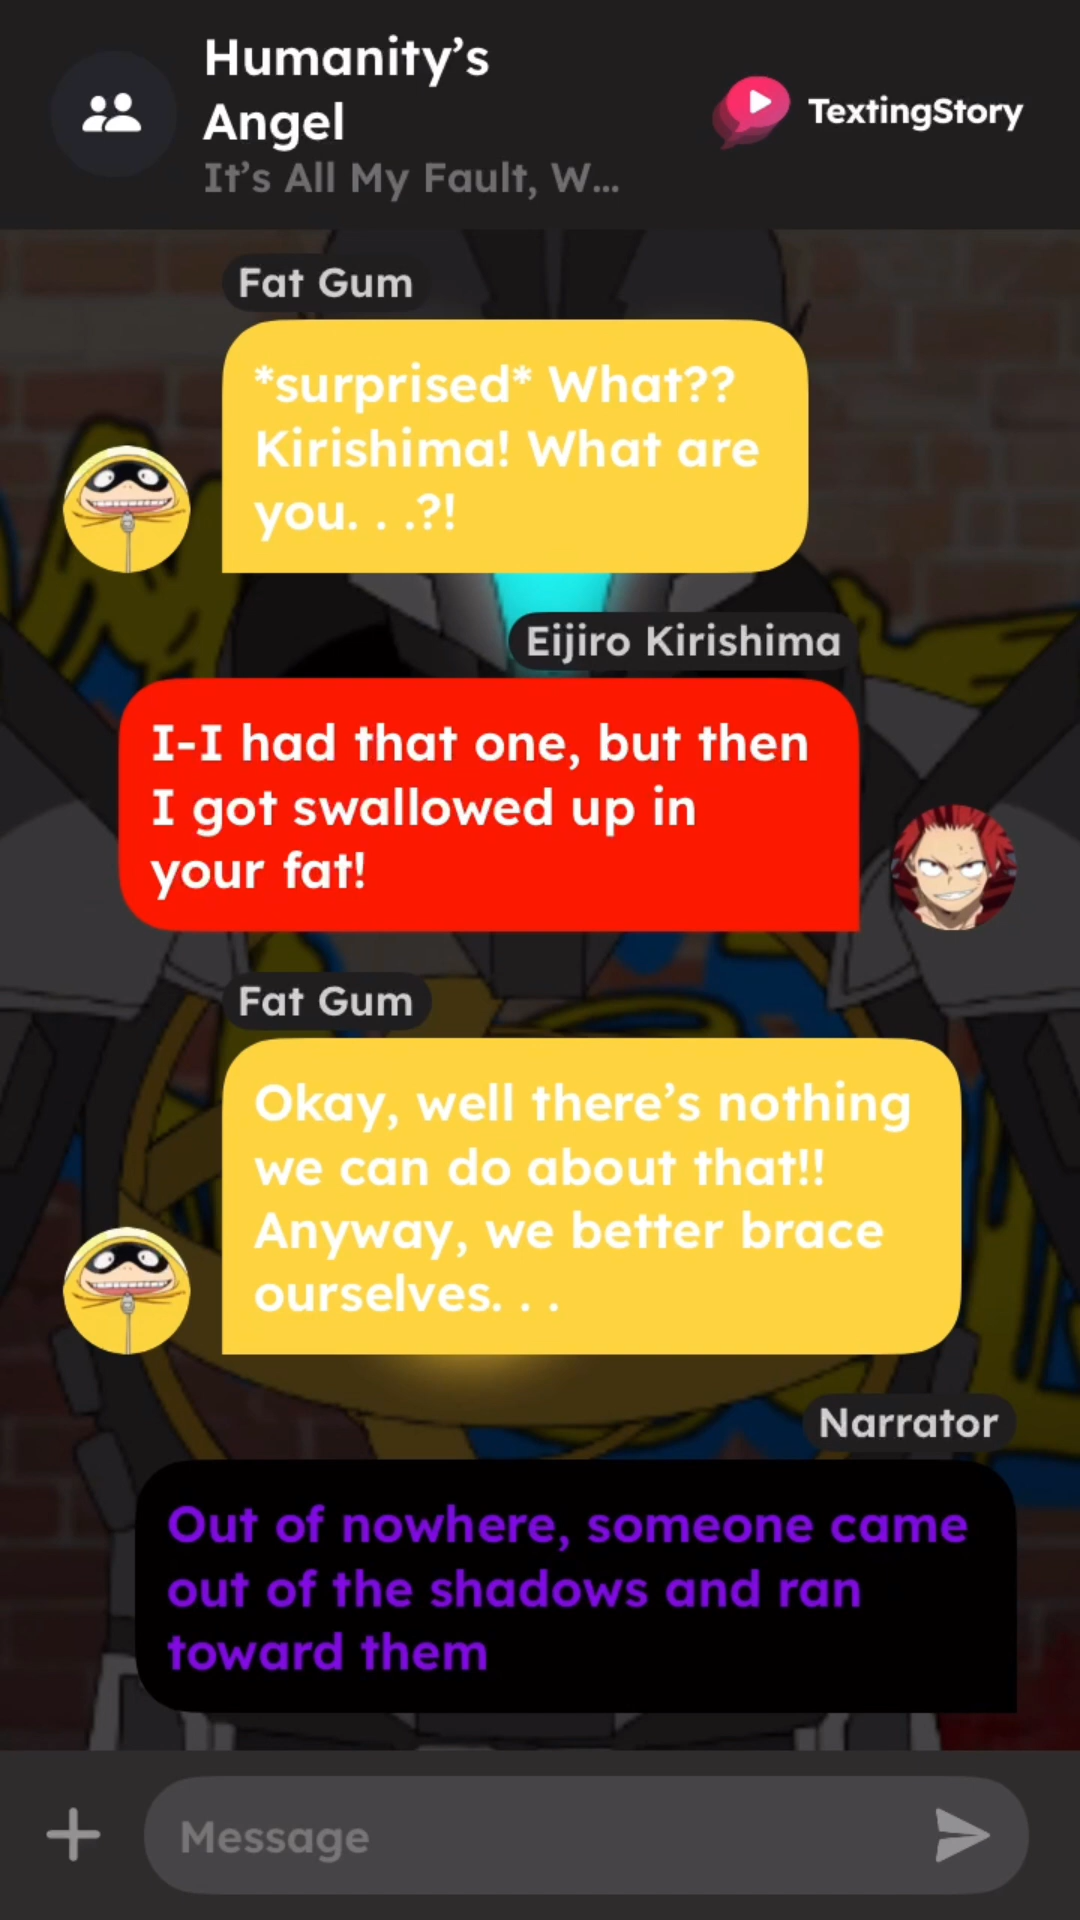 Humanity’s
Angel
TextingStory
It’s All My Fault, W...
Fat Gum
*surprised* What??
Kirishima! What are
you. . .?!
Eijiro Kirishima
I-I had that one, but then
I got swallowed up in
your fat!
Fat Gum
Okay, well there’s nothing
we can do about that!!
Anyway, we better brace
ourselves. . .
Narrator
Out of nowhere, someone came
out of the shadows and ran
toward them
Message